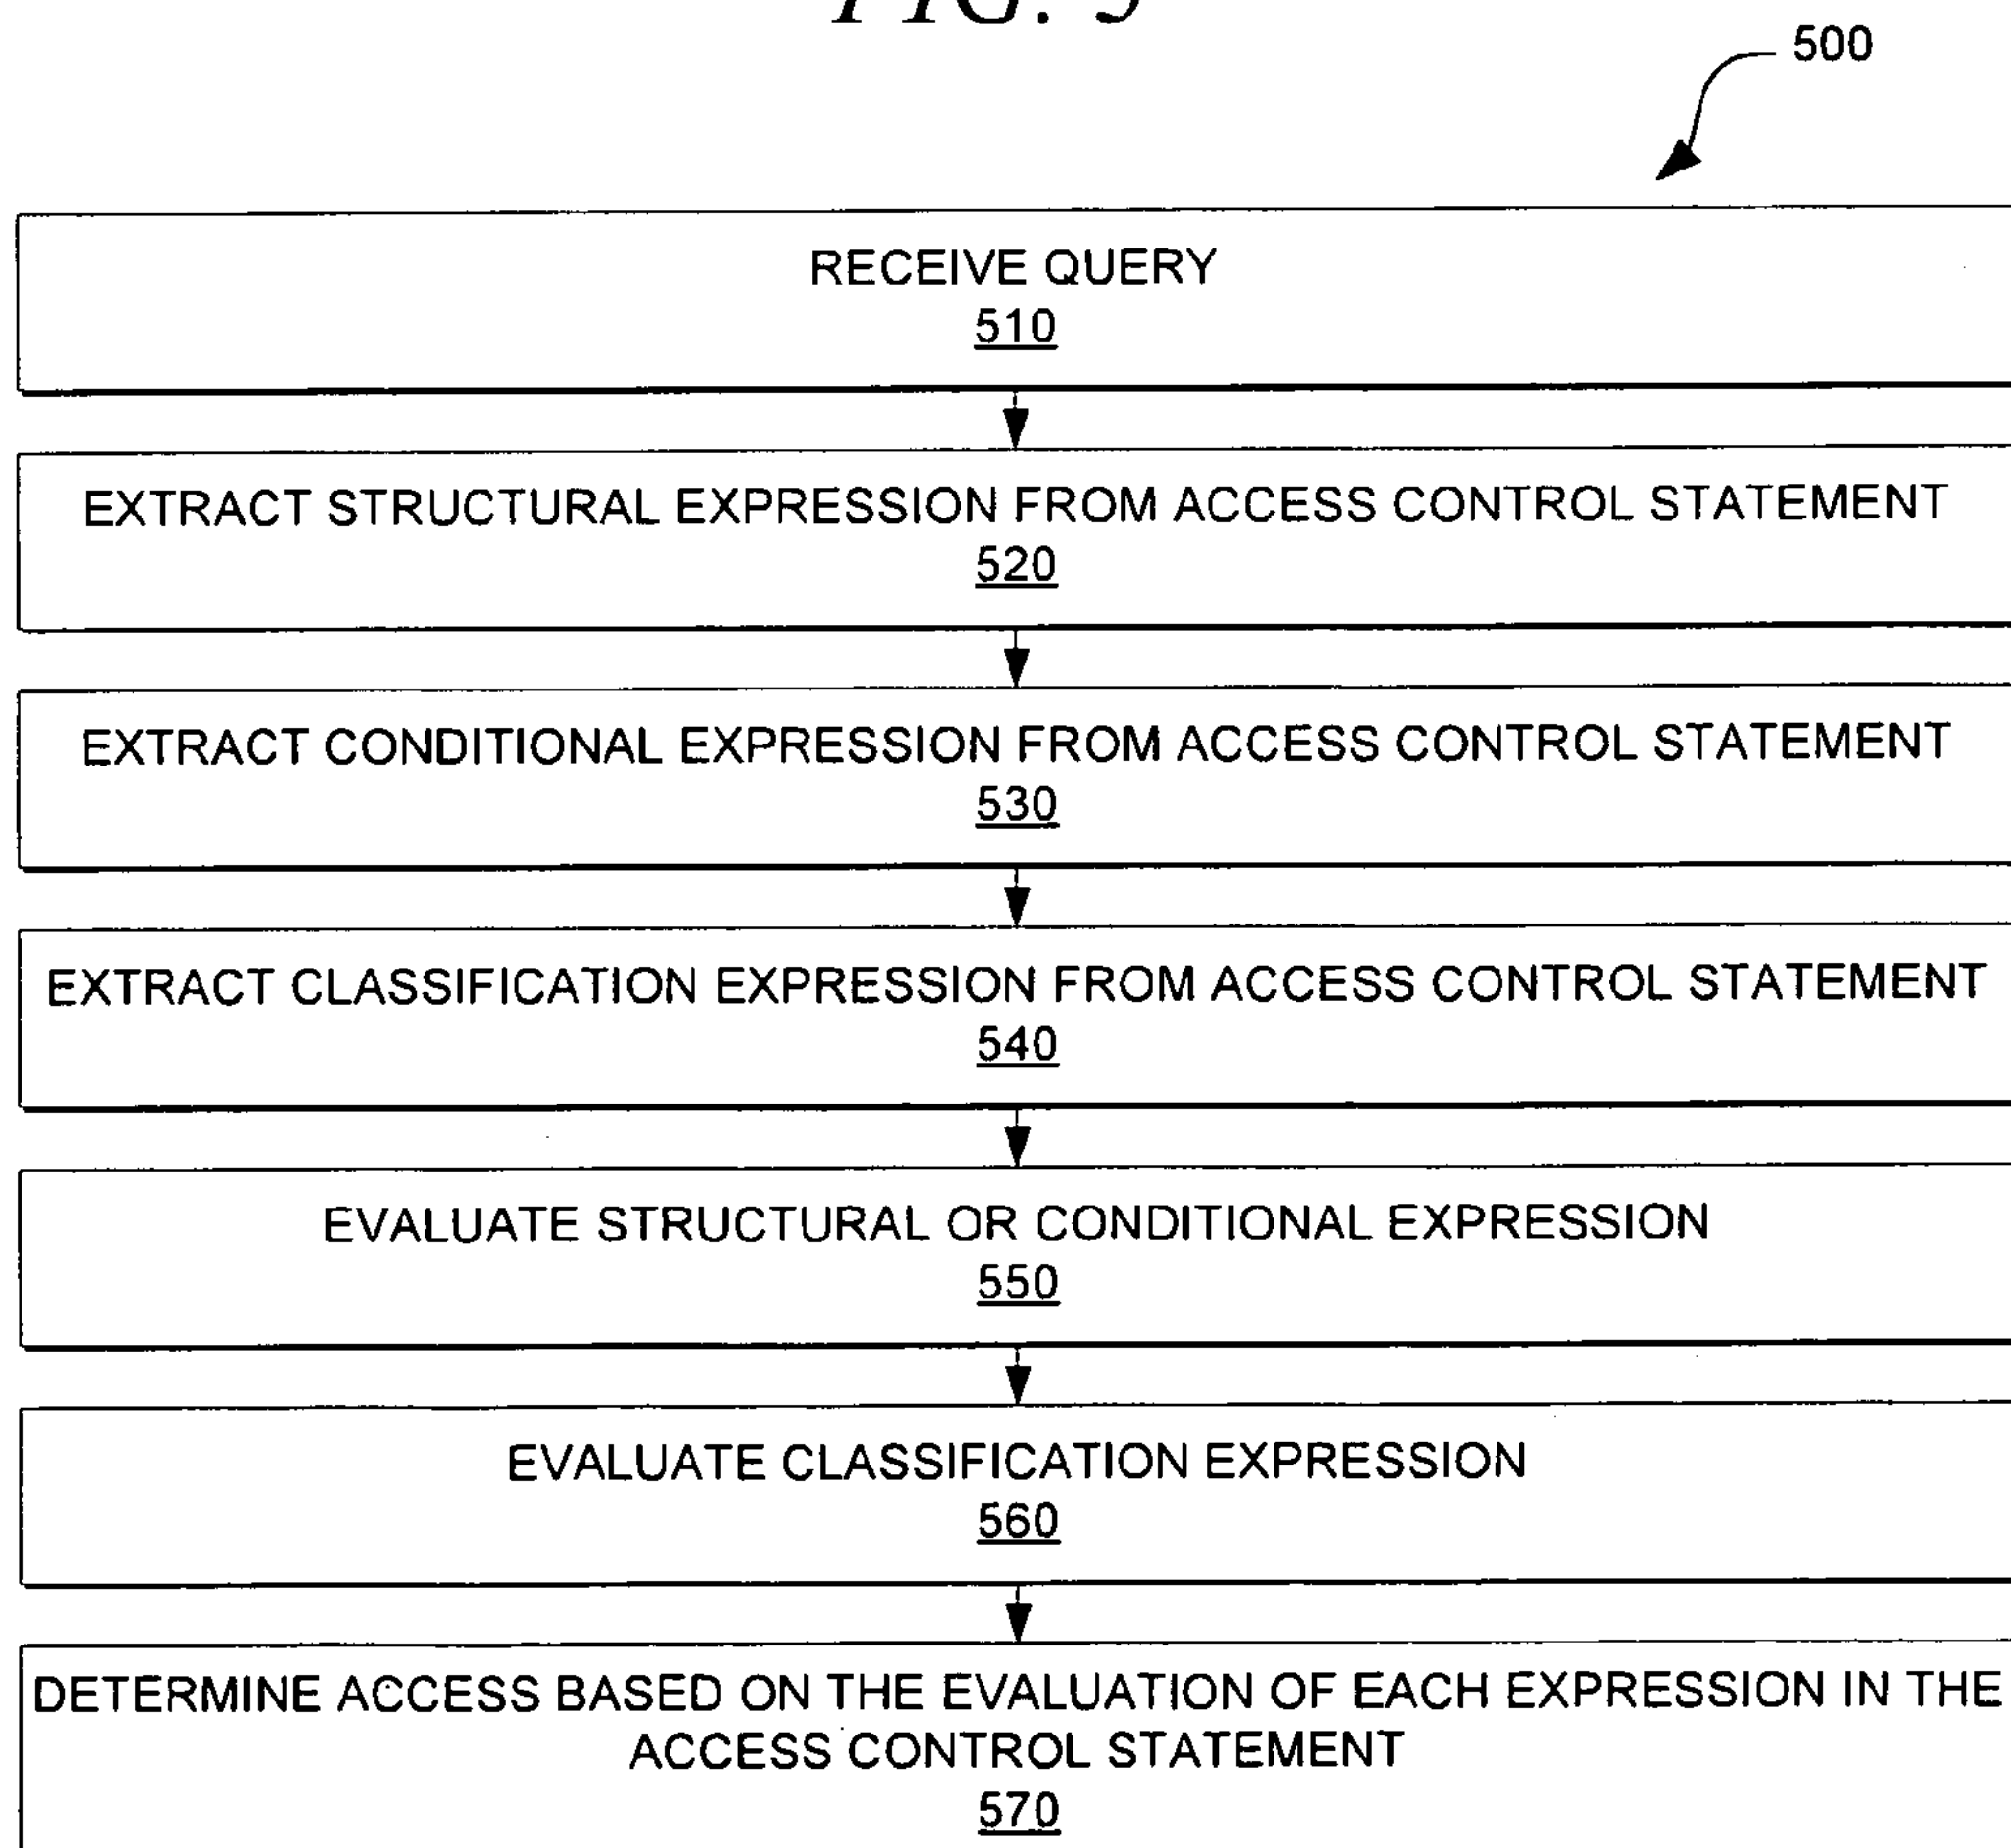 FIG. 5
500
RECEIVE QUERY
510
EXTRACT STRUCTURAL EXPRESSION FROM ACCESS CONTROL STATEMENT
520
EXTRACT CONDITIONAL EXPRESSION FROM ACCESS CONTROL STATEMENT
530
EXTRACT CLASSIFICATION EXPRESSION FROM ACCESS CONTROL STATEMENT
540
EVALUATE STRUCTURAL OR CONDITIONAL EXPRESSION
550
EVALUATE CLASSIFICATION EXPRESSION
560
DETERMINE ACCESS BASED ON THE EVALUATION OF EACH EXPRESSION IN THE
ACCESS CONTROL STATEMENT
570